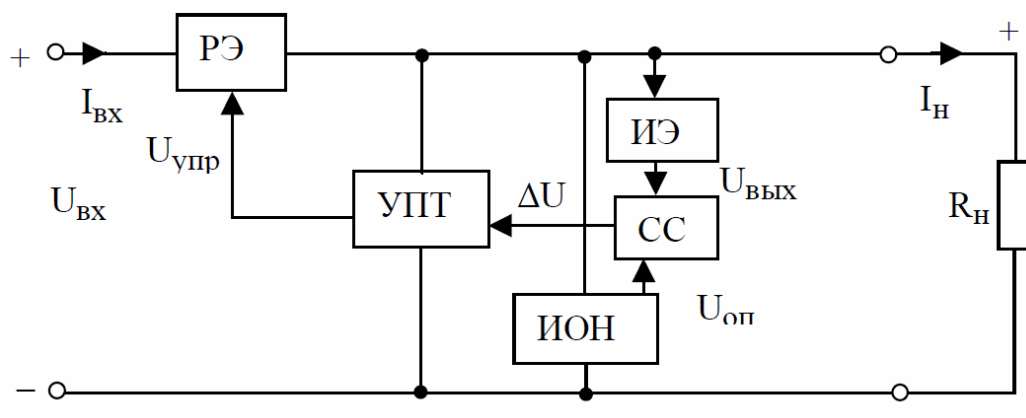 +
РЭ
+
Iвх
Iн
Uупр
ИЭ
Uвх
УПТ
ΔU
Uвых
СС
Rн
ИОН
Uоп
−